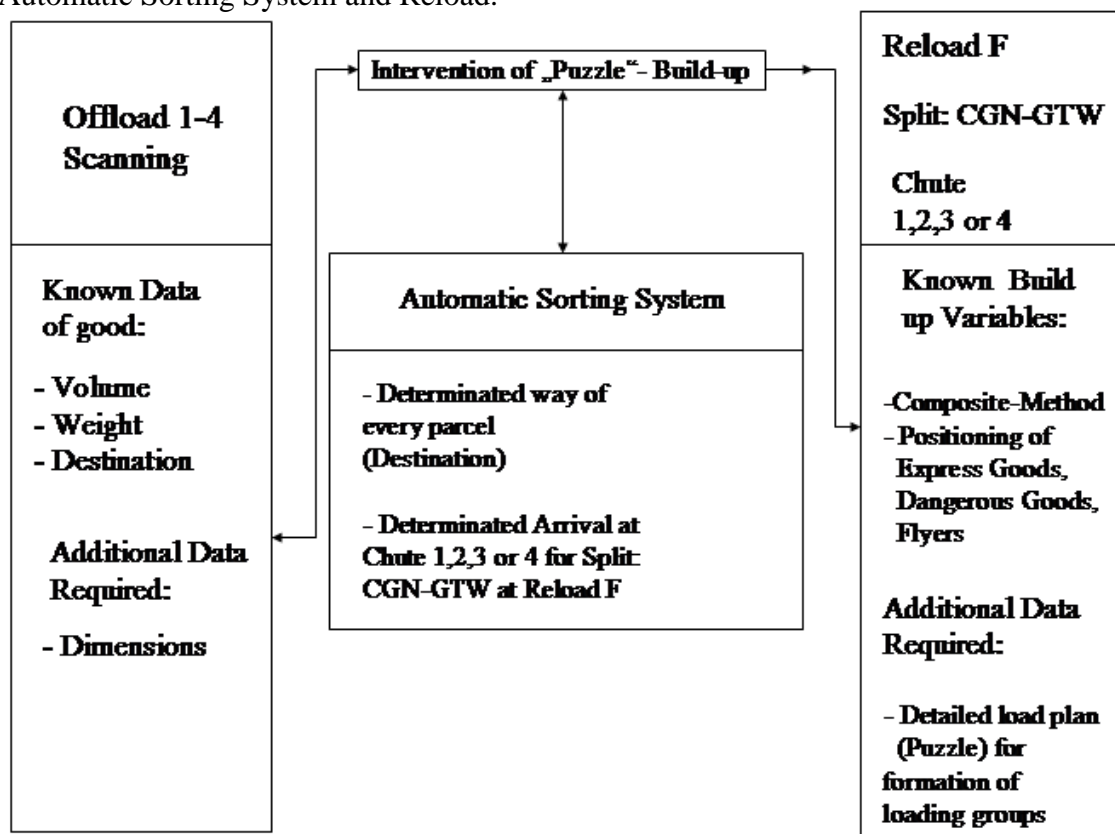 Automatic Sorting System and Reload.
Offload 1-4
Scanning
Known Data
of good:
- Volume
- Weight
- Destination
Additional Data
Required:
- Dimensions
Intervention of „Puzzle“- Build-up
Automatic Sorting System
- Determinated way of
every parcel
(Destination)
- Determinated Arrival at
Chute 1,2,3 or 4 for Split:
CGN-GTW at Reload F
Reload F
Split: CGN-GTW
Chute
1,2,3 or 4
Known Build
up Variables:
-Composite-Method
- Positioning of
Express Goods,
Dangerous Goods,
Flyers
Additional Data
Required:
- Detailed load plan
(Puzzle) for
formation of
loading groups